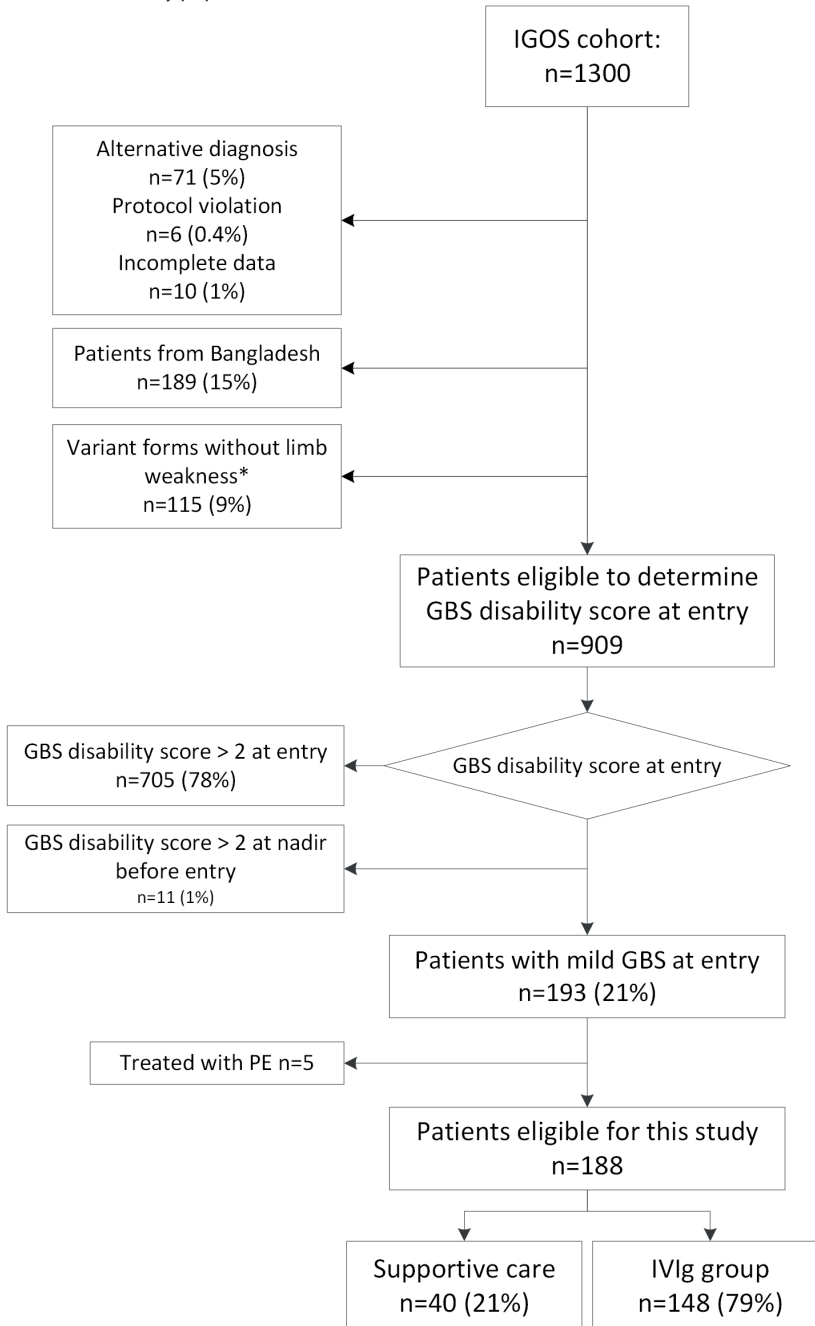 IGOS cohort:
n=1300
Alternative diagnosis
n=71 (5%)
Protocol violation
n=6 (0.4%)
Incomplete data
n=10 (1%)
Patients from Bangladesh
n=189 (15%)
Variant forms without limb
weakness*
n=115 (9%)
Patients eligible to determine
GBS disability score at entry
n=909
GBS disability score at entry
GBS disability score > 2 at entry
n=705 (78%)
GBS disability score > 2 at nadir
before entry
n=11 (1%)
Patients with mild GBS at entry
n=193 (21%)
Treated with PE n=5
Patients eligible for this study
n=188
Supportive care
n=40 (21%)
IVIg group
n=148 (79%)